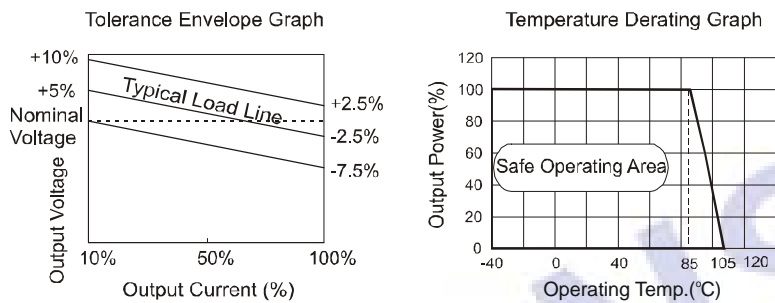 Tolerance Envelope Graph
+10%
+5%
Nominal
Voltage
Output Voltage
Typical Load Line
+2.5%
-2.5%
-7.5%
10%
50%
100%
Output Current (%)
Temperature Derating Graph
Output Power(%)
120
100
80
60
40
20
0
Safe Operating Area
-40
0
40
85
105
120
Operating Temp.(℃)